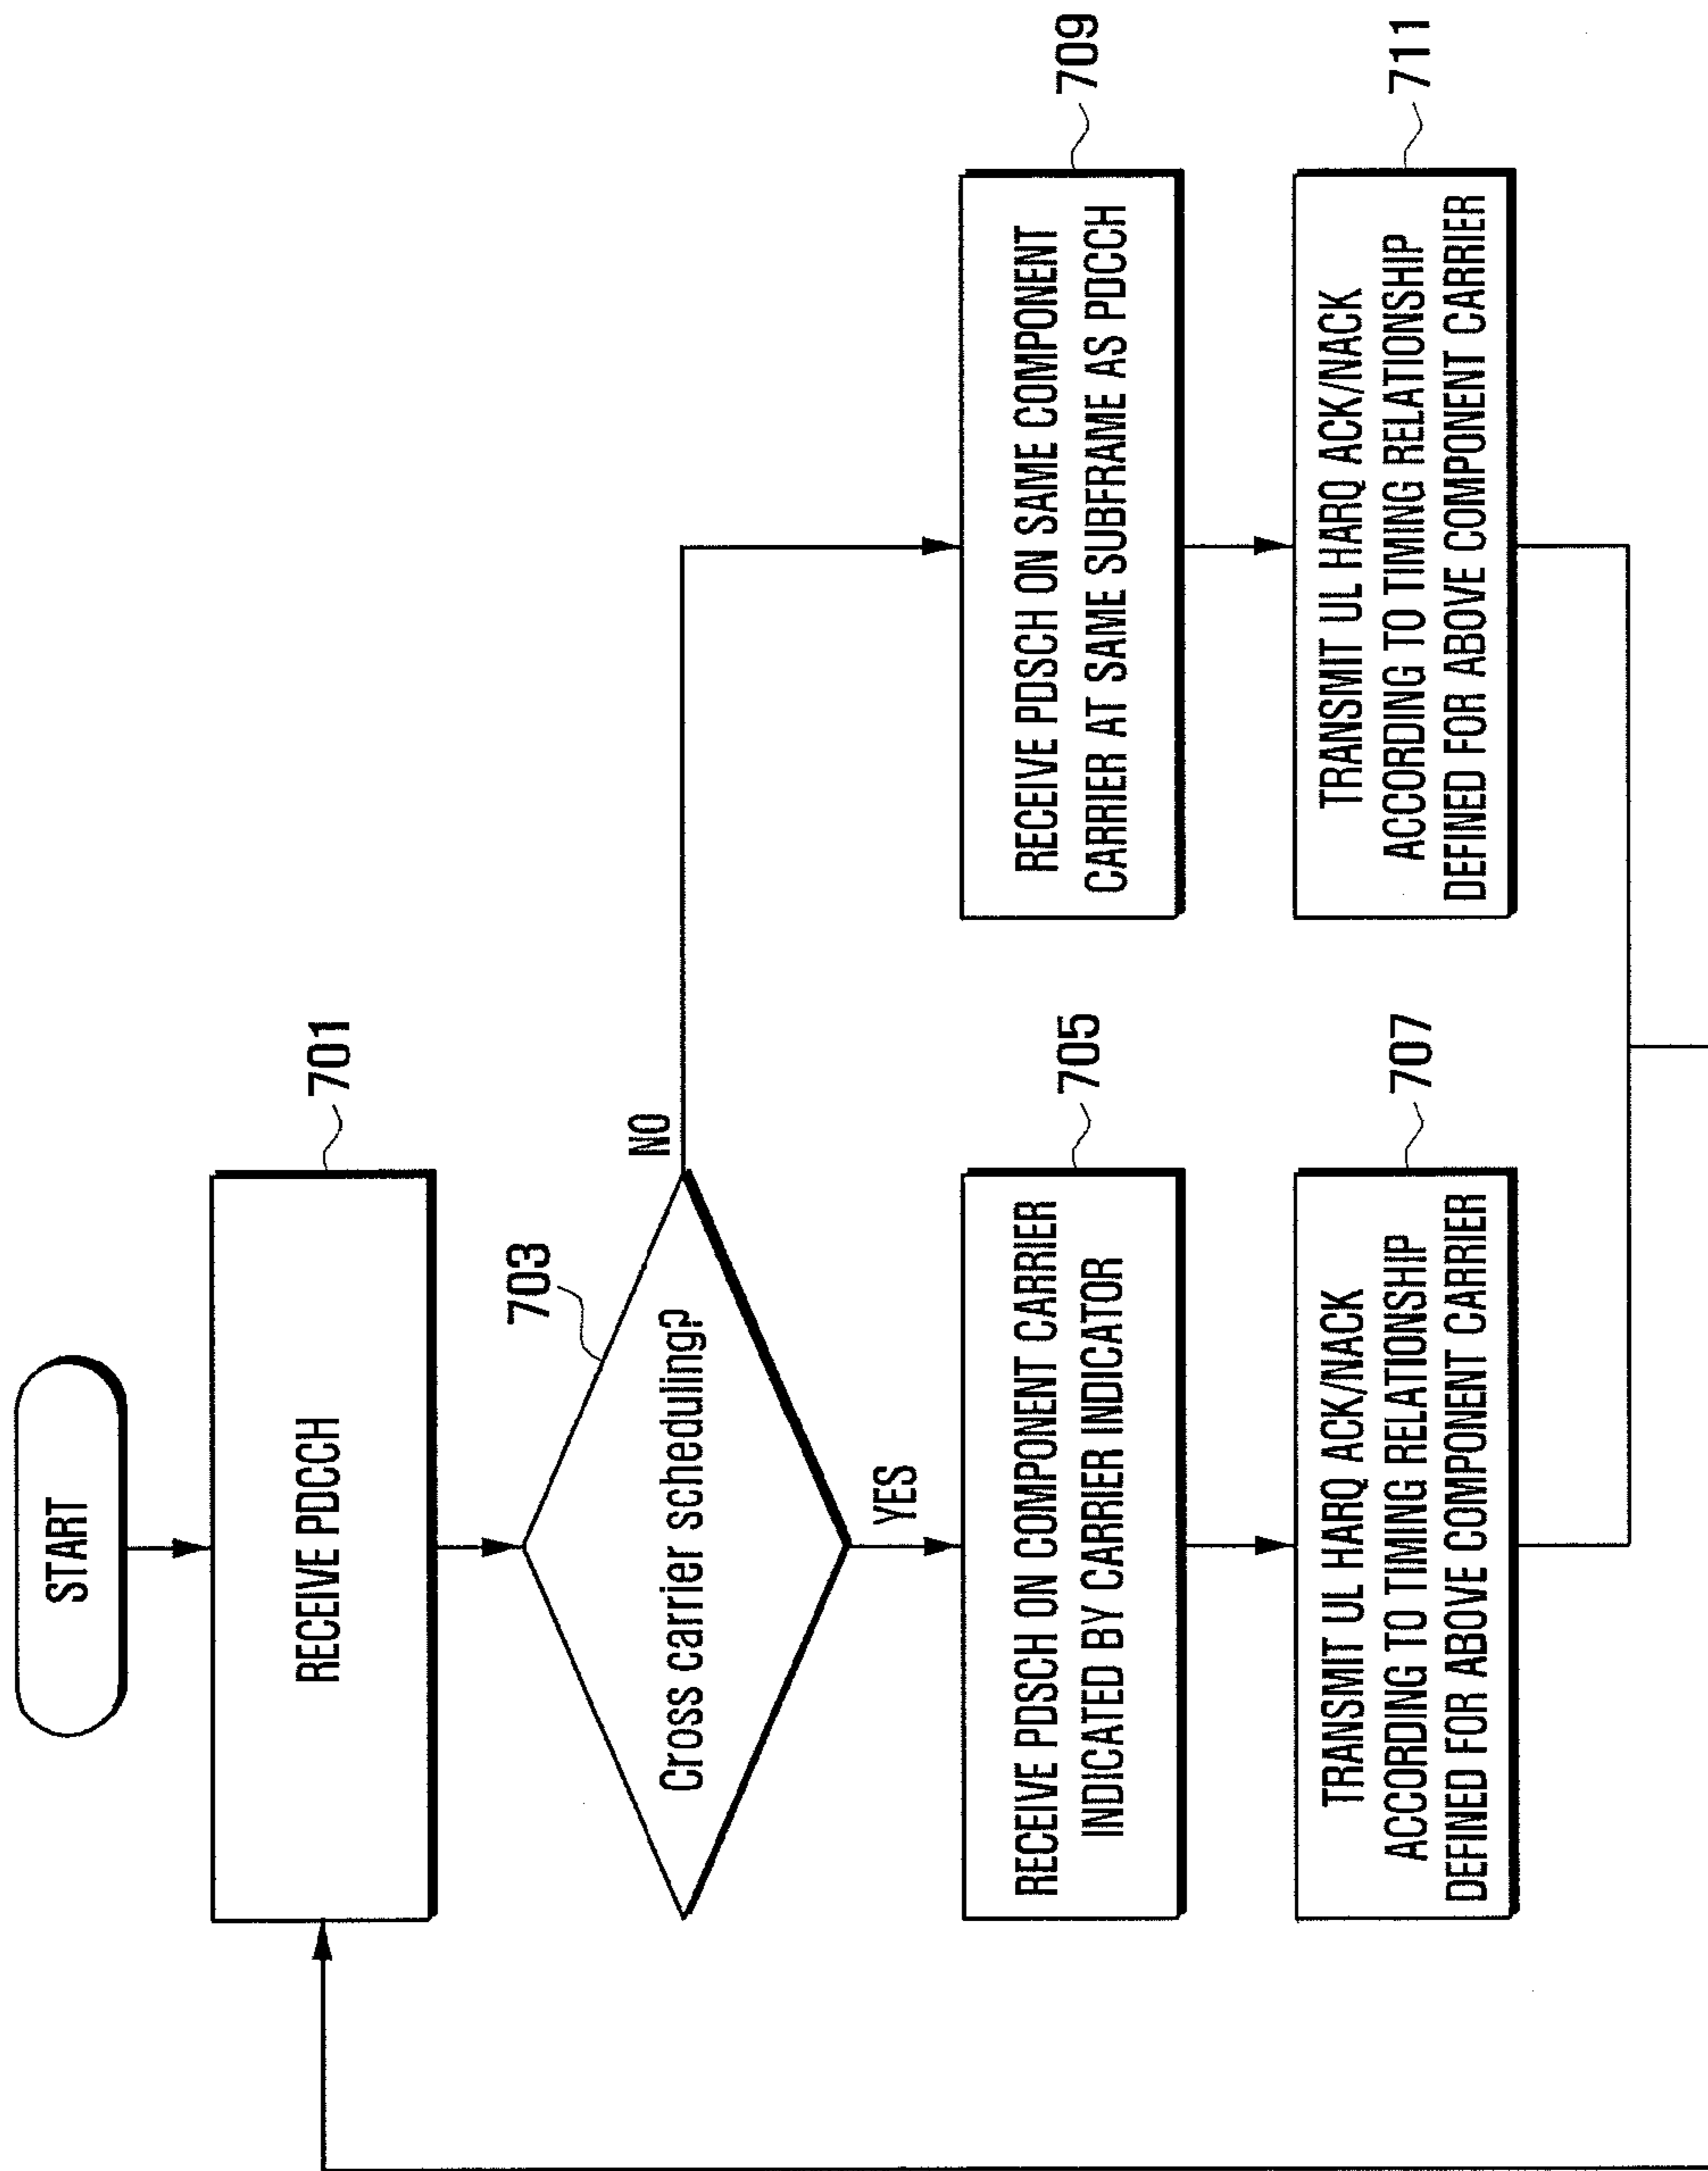 START
RECEIVE PDCCH
701
Cross carrier scheduling?
703
NO
YES
RECEIVE PDSCH ON COMPONENT CARRIER
INDICATED BY CARRIER INDICATOR
705
TRANSMIT UL HARQ ACK/NACK
ACCORDING TO TIMING RELATIONSHIP
DEFINED FOR ABOVE COMPONENT CARRIER
707
RECEIVE PDSCH ON SAME COMPONENT
CARRIER AT SAME SUBFRAME AS PDCCH
709
TRANSMIT UL HARQ ACK/NACK
ACCORDING TO TIMING RELATIONSHIP
DEFINED FOR ABOVE COMPONENT CARRIER
711